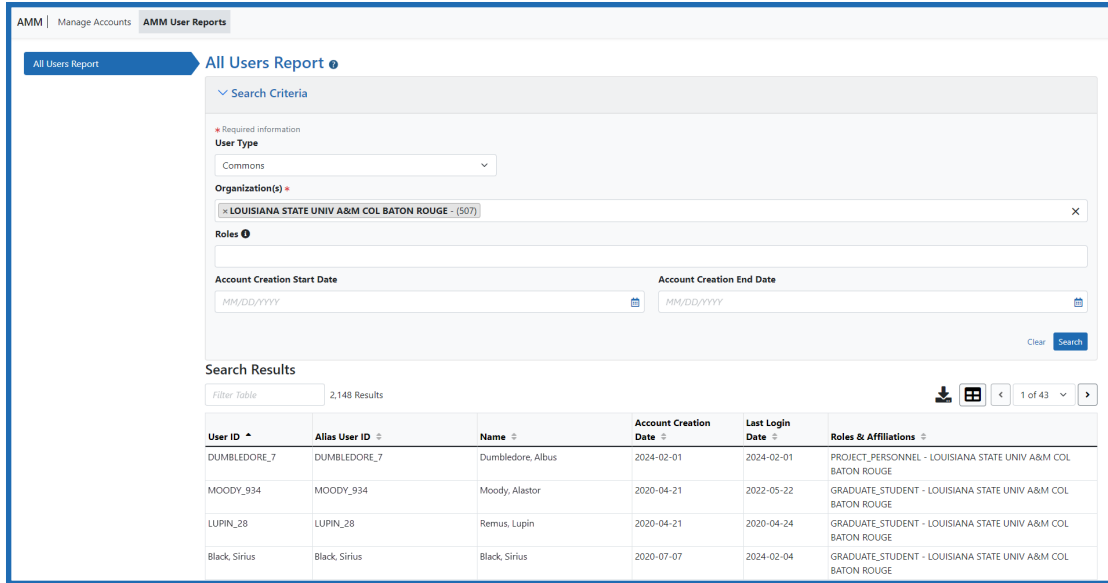 AMM Manage Accounts AMM User Reports
All Users Report
All Users Report
Search Criteria
* Required information
User Type
Commons
Organization(s) *
× LOUISIANA STATE UNIV A&M COL BATON ROUGE - (507)
Roles
Account Creation Start Date Account Creation End Date
MM/DD/YYYY MM/DD/YYYY
Clear Search
Search Results
Filter Table 2,148 Results 1 of 43
Account Creation Last Login
User ID Alias User ID Name Date Date Roles & Affiliations
DUMBLEDORE_7 DUMBLEDORE_7 Dumbledore, Albus 2024-02-01 2024-02-01 PROJECT_PERSONNEL - LOUISIANA STATE UNIV A&M COL
BATON ROUGE
MOODY_934 MOODY_934 Moody, Alastor 2020-04-21 2022-05-22 GRADUATE_STUDENT - LOUISIANA STATE UNIV A&M COL
BATON ROUGE
LUPIN_28 LUPIN_28 Remus, Lupin 2020-04-21 2020-04-24 GRADUATE_STUDENT - LOUISIANA STATE UNIV A&M COL
BATON ROUGE
Black, Sirius Black, Sirius Black, Sirius 2020-07-07 2024-02-04 GRADUATE_STUDENT - LOUISIANA STATE UNIV A&M COL
BATON ROUGE